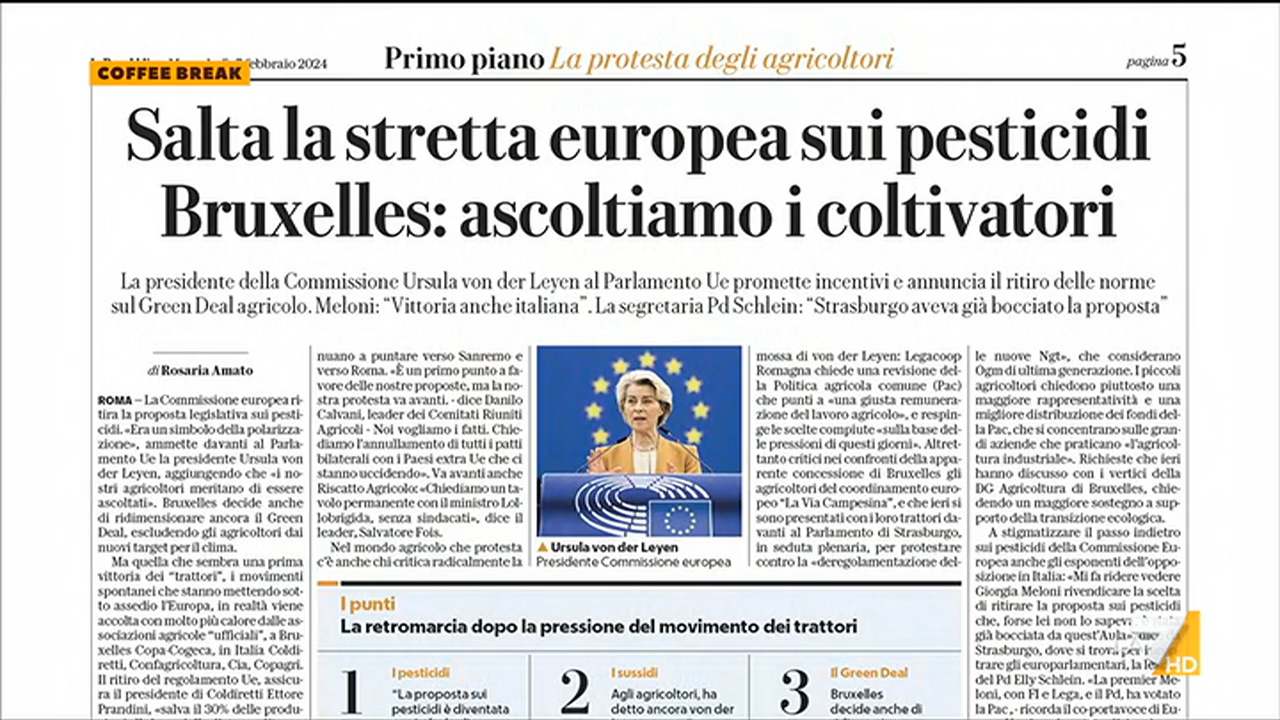 COFFEE BREAK
ebbraio 2024
Primo piano La protesta degli agricoltori
pagina 5
Salta la stretta europea sui pesticidi
Bruxelles: ascoltiamo i coltivatori
La presidente della Commissione Ursula von der Leyen al Parlamento Ue promette incentivi e annuncia il ritiro delle norme
sul Green Deal agricolo. Meloni: “Vittoria anche italiana”. La segretaria Pd Schlein: “Strasburgo aveva già bocciato la proposta”
di Rosaria Amato
ROMA – La Commissione europea ri-
tira la proposta legislativa sui pesti-
cidi. «Era un simbolo della polarizza-
zione», ammette davanti al Parla-
mento Ue la presidente Ursula von
der Leyen, aggiungendo che «i no-
stri agricoltori meritano di essere
ascoltati». Bruxelles decide anche
di ridimensionare ancora il Green
Deal, escludendo gli agricoltori dai
nuovi target per il clima.
Ma quella che sembra una prima
vittoria dei “trattori”, i movimenti
spontanei che stanno mettendo sot-
to assedio l'Europa, in realtà viene
accolta con molto più calore dalle as-
sociazioni agricole “ufficiali”, a Bru-
xelles Copa-Cogeca, in Italia Coldi-
retti, Confagricoltura, Cia, Copagri.
Il ritiro del regolamento Ue, assicu-
ra il presidente di Coldiretti Ettore
Prandini, «salva il 30% delle produ-
nuano a puntare verso Sanremo e
verso Roma. «È un primo punto a fa-
vore delle nostre proposte, ma la no-
stra protesta va avanti. - dice Danilo
Calvani, leader dei Comitati Riuniti
Agricoli - Noi vogliamo i fatti. Chie-
diamo l'annullamento di tutti i patti
bilaterali con i Paesi extra Ue che ci
stanno uccidendo». Va avanti anche
Riscatto Agricolo: «Chiediamo un ta-
volo permanente con il ministro Lol-
lobrigida, senza sindacati», dice il
leader, Salvatore Fois.
Nel mondo agricolo che protesta
c'è anche chi critica radicalmente la
▲ Ursula von der Leyen
Presidente Commissione europea
mossa di von der Leyen: Legacoop
Romagna chiede una revisione del-
la Politica agricola comune (Pac)
che punti a «una giusta remunera-
zione del lavoro agricolo», e respin-
ge le scelte compiute «sulla base del-
le pressioni di questi giorni». Altret-
tanto critici nei confronti della appa-
rente concessione di Bruxelles gli
agricoltori del coordinamento euro-
peo “La Via Campesina”, e che ieri si
sono presentati con i loro trattori da-
vanti al Parlamento di Strasburgo,
in seduta plenaria, per protestare
contro la «deregolamentazione del-
le nuove Ngt», che considerano
Ogm di ultima generazione. I piccoli
agricoltori chiedono piuttosto una
maggiore rappresentatività e una
migliore distribuzione dei fondi del-
la Pac, che si concentrano sulle gran-
di aziende che praticano «l'agricol-
tura industriale». Richieste che ieri
hanno discusso con i vertici della
DG Agricoltura di Bruxelles, chie-
dendo un maggiore sostegno a sup-
porto della transizione ecologica.
A stigmatizzare il passo indietro
sui pesticidi della Commissione Eu-
ropea anche gli esponenti dell'oppo-
sizione in Italia: «Mi fa ridere vedere
Giorgia Meloni rivendicare la scelta
di ritirare la proposta sui pesticidi
che, forse lei non lo sapeva,
già bocciata da quest'Aula»,
Strasburgo, dove si trova per
trare gli europarlamentari, la
del Pd Elly Schlein. «La premier Me-
loni, con FI e Lega, e il Pd, ha votato
la Pac, - ricorda il co-portavoce di Eu-
I punti
La retromarcia dopo la pressione del movimento dei trattori
1
I pesticidi
“La proposta sui
pesticidi è diventata
2
I sussidi
Agli agricoltori, ha
detto ancora von der
3
Il Green Deal
Bruxelles
decide anche di
HD